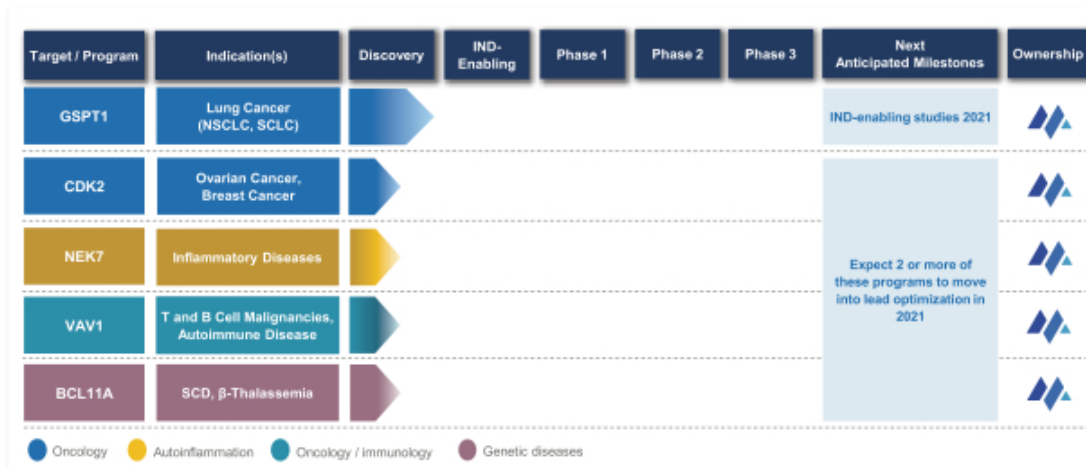 Target / Program
Indication(s)
Discovery
IND-
Enabling
Phase 1
Phase 2
Phase 3
Next
Anticipated Milestones
Ownership
GSPT1
Lung Cancer
(NSCLC, SCLC)
IND-enabling studies 2021
CDK2
Ovarian Cancer,
Breast Cancer
NEK7
Inflammatory Diseases
Expect 2 or more of
these programs to move
into lead optimization in
2021
VAV1
T and B Cell Malignancies,
Autoimmune Disease
BCL11A
SCD, β-Thalassemia
Oncology
Autoinflammation
Oncology / immunology
Genetic diseases